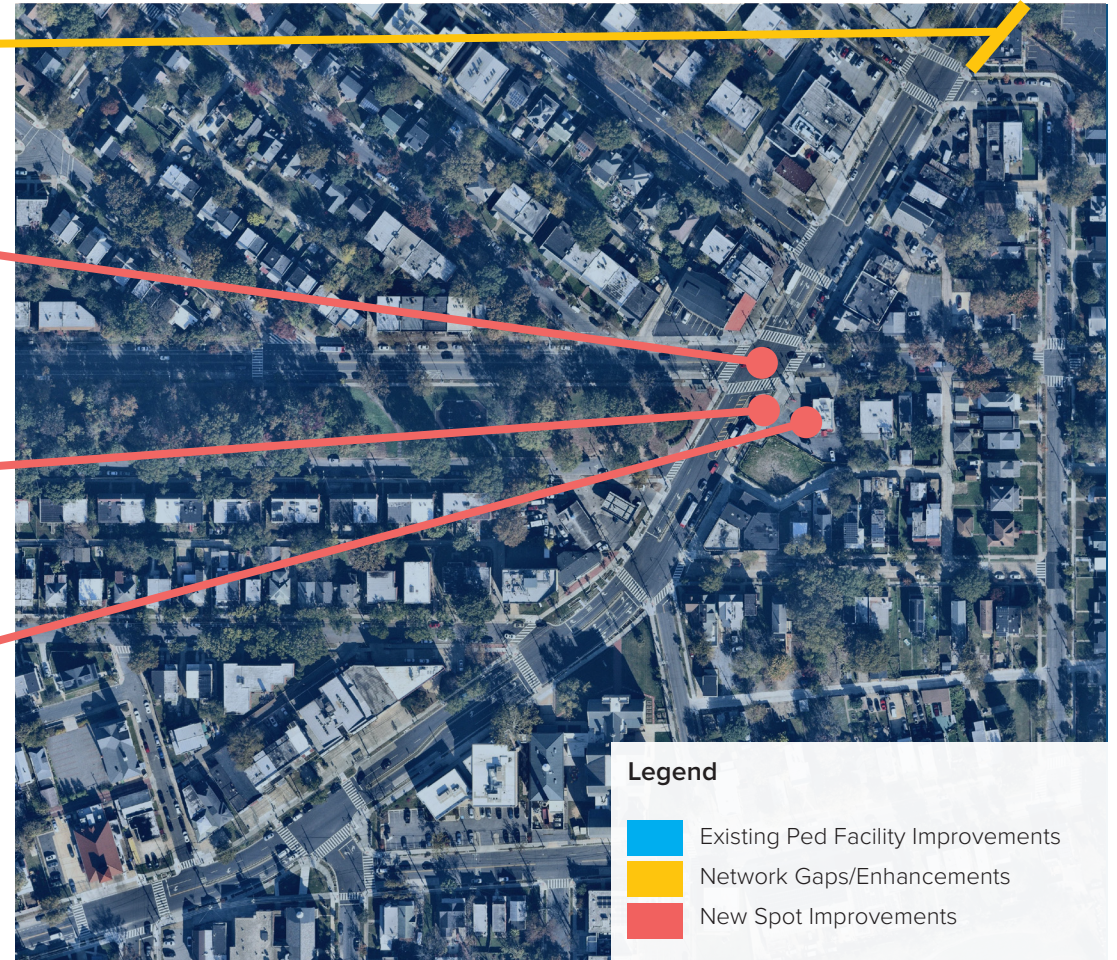 Legend
Existing Ped Facility Improvements
Network Gaps/Enhancements
New Spot Improvements